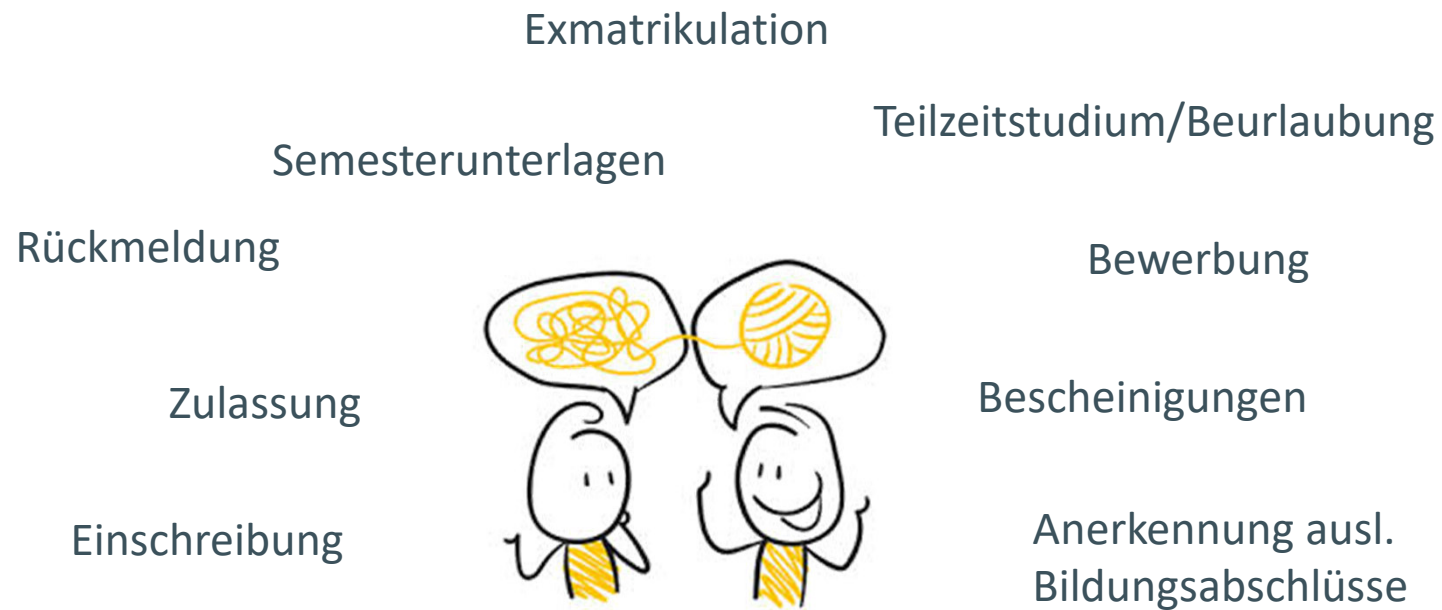 Exmatrikulation
Teilzeitstudium/Beurlaubung
Semesterunterlagen
Rückmeldung
Bewerbung
Zulassung
Bescheinigungen
Einschreibung
Anerkennung ausl.
Bildungsabschlüsse